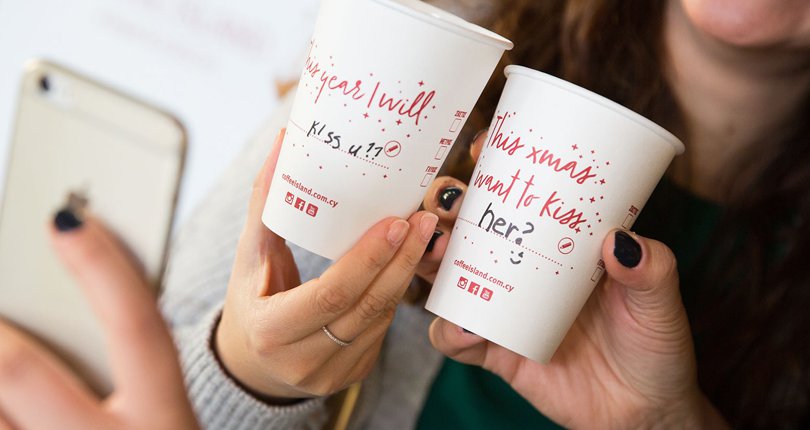 This year I will
Kiss u??
coffeeisland.com.cy
This xmas
I want to kiss
her?
coffeeisland.com.cy